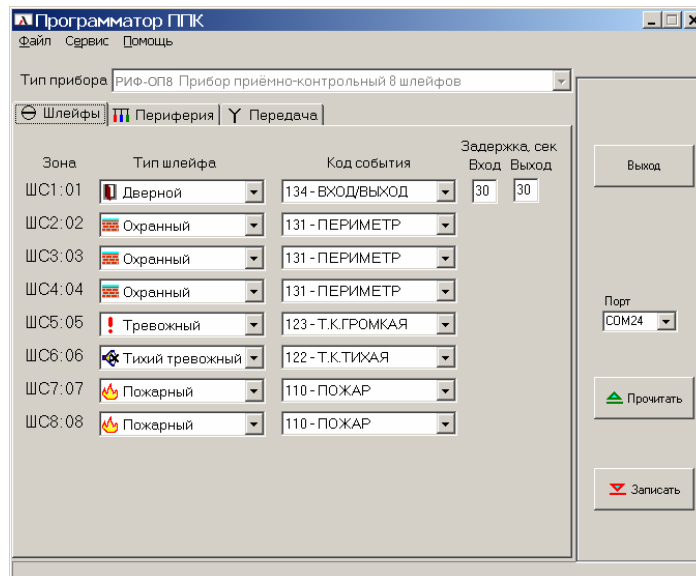 Программатор ППК
Файл Сервис Помощь
Тип прибора РИФ-ОП8 Прибор приёмно-контрольный 8 шлейфов
Шлейфы Периферия Передача
Задержка, сек
Зона Тип шлейфа Код события Вход Выход
ШС1:01 Дверной 134-ВХОД/ВЫХОД 30 30
ШС2:02 Охранный 131-ПЕРИМЕТР
ШС3:03 Охранный 131-ПЕРИМЕТР
ШС4:04 Охранный 131-ПЕРИМЕТР
ШС5:05 Тревожный 123-Т.К.ГРОМКАЯ
ШС6:06 Тихий тревожный 122-Т.К.ТИХАЯ
ШС7:07 Пожарный 110-ПОЖАР
ШС8:08 Пожарный 110-ПОЖАР
Выход
Порт
COM24
Прочитать
Записать